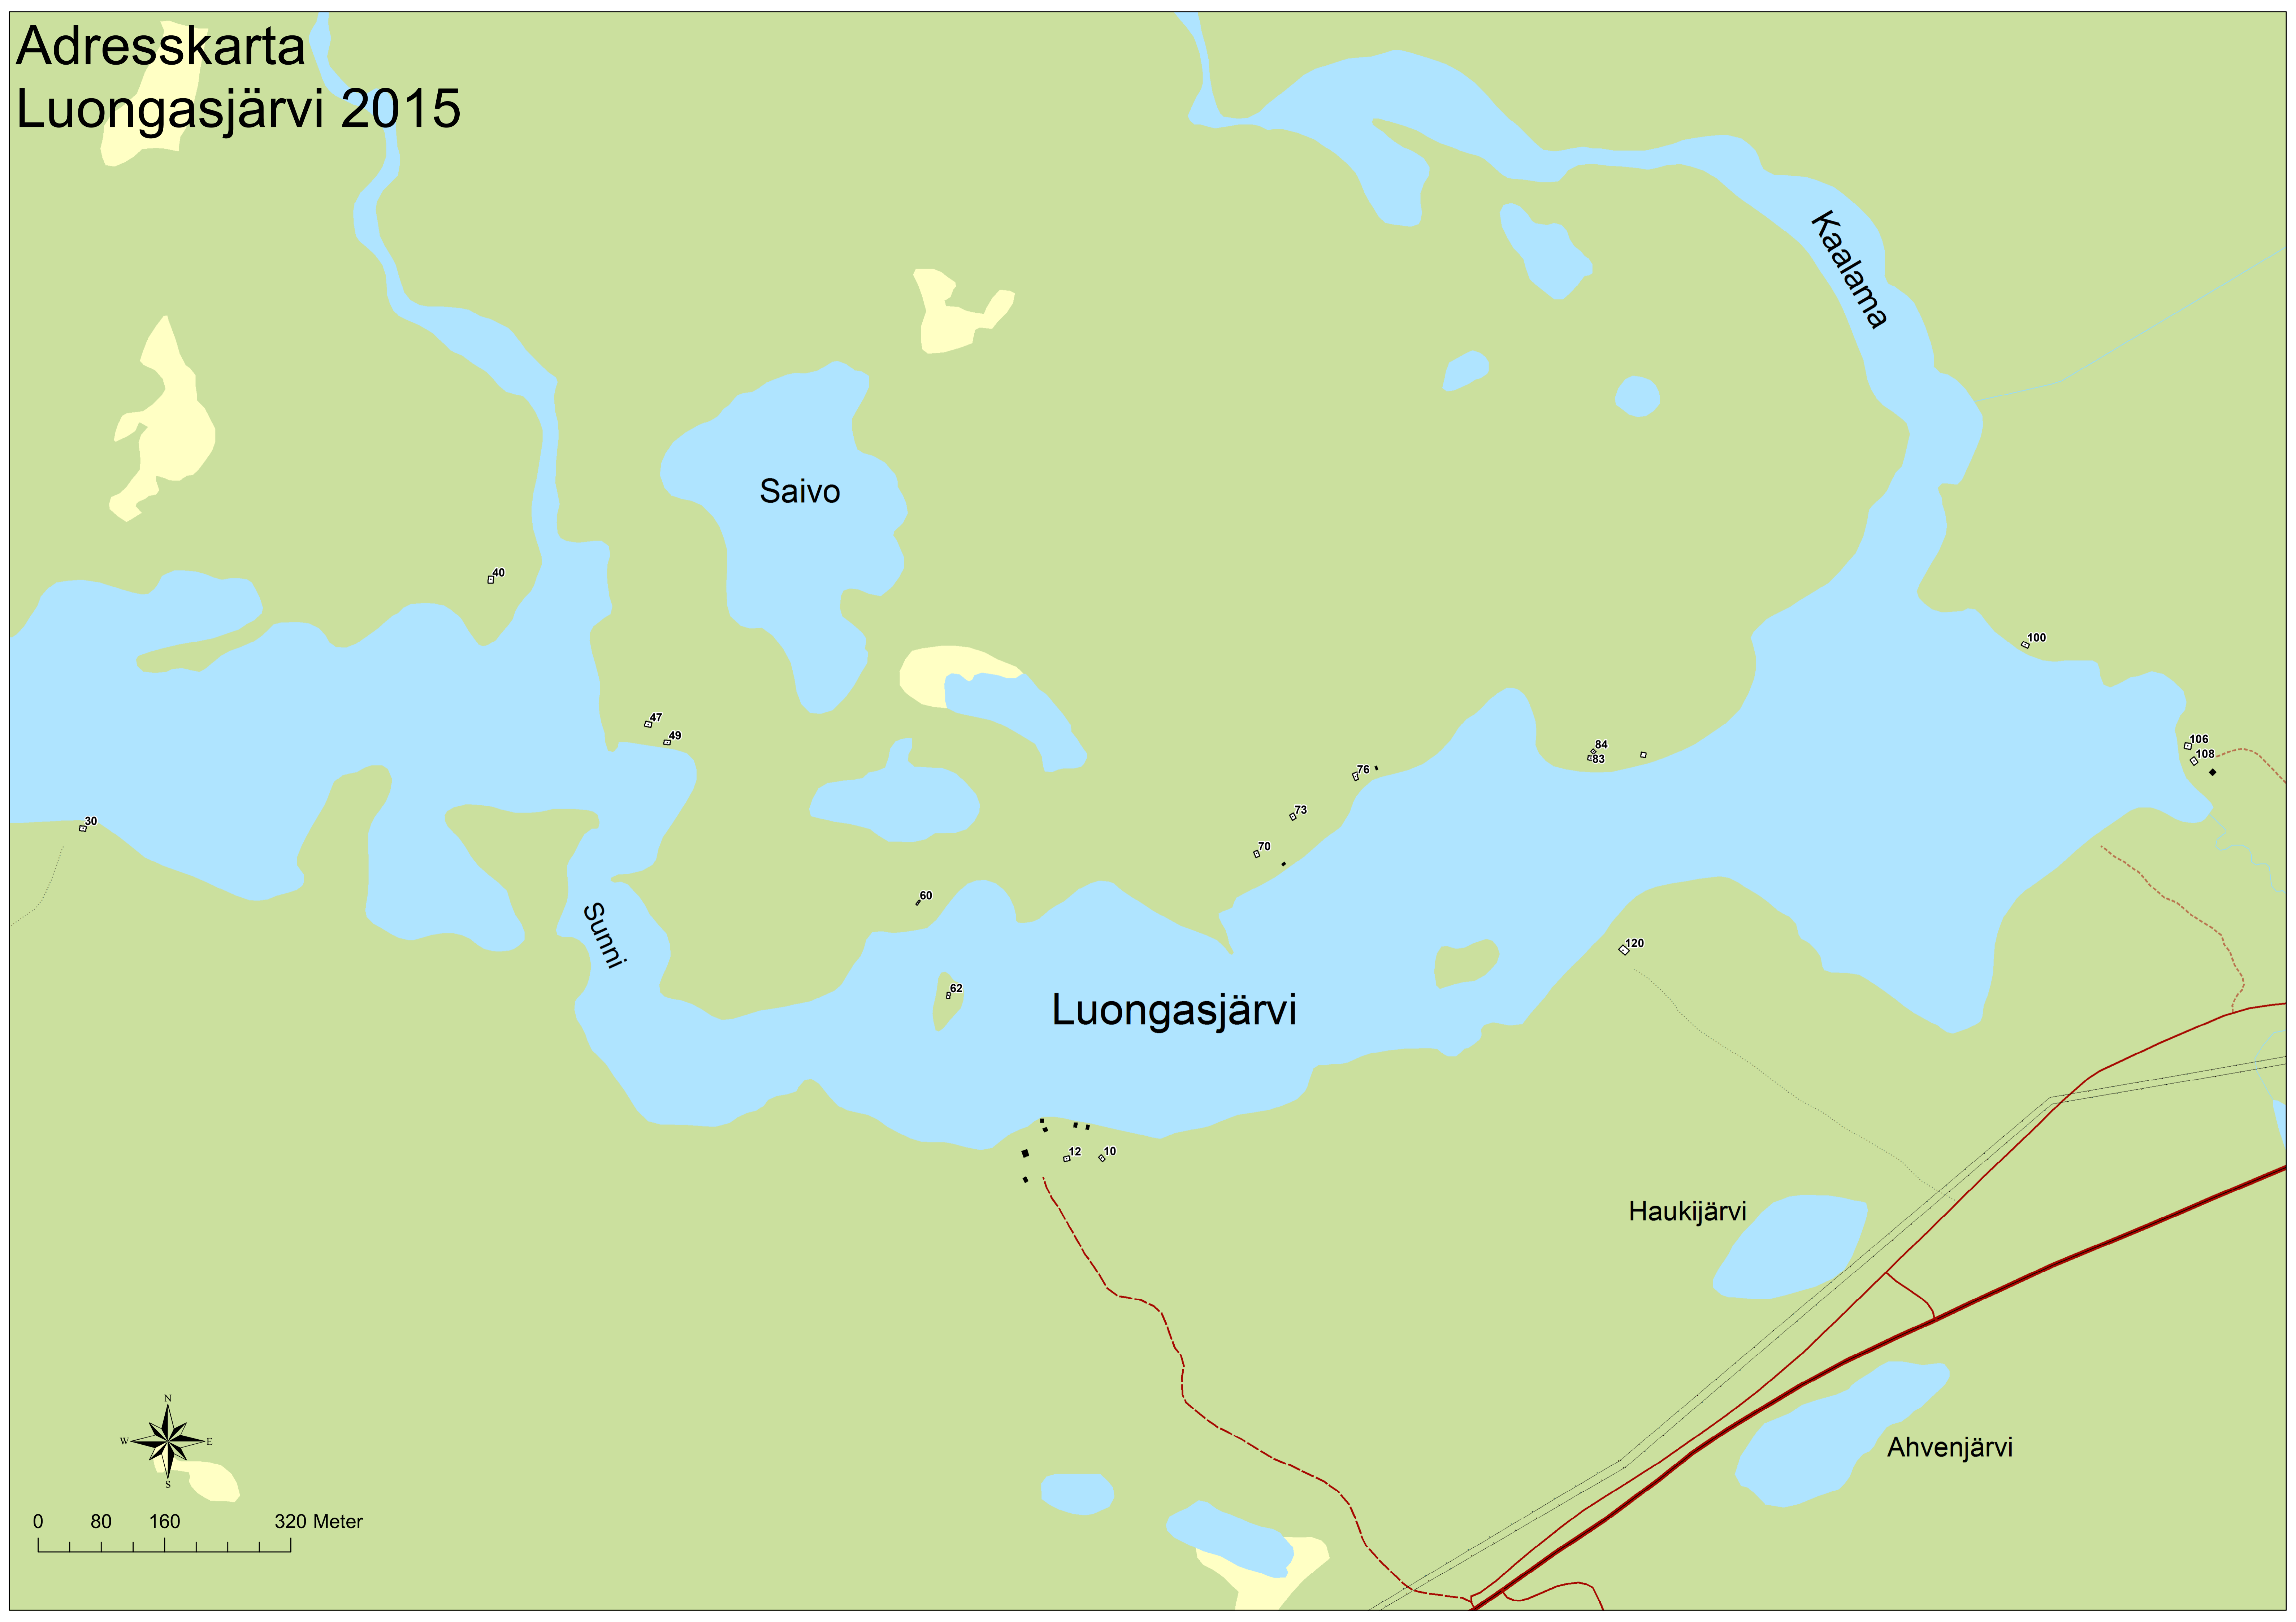 Adresskarta
Luongasjärvi 2015
Kaalama
Saivo
40
100
47
49
106
108
84
83
76
73
70
30
60
Sunni
120
62
Luongasjärvi
12
10
Haukijärvi
Ahvenjärvi
N
W E
S
0 80 160 320 Meter